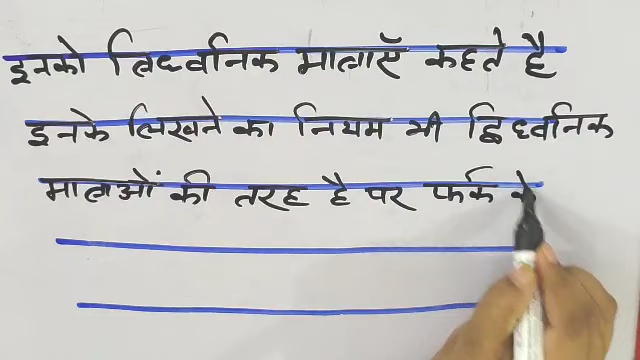 इनको त्रिध्वनिक मात्राएँ कहते है
इनके लिखने का नियम भी द्विध्वनिक
मात्राओं की तरह है पर फर्क